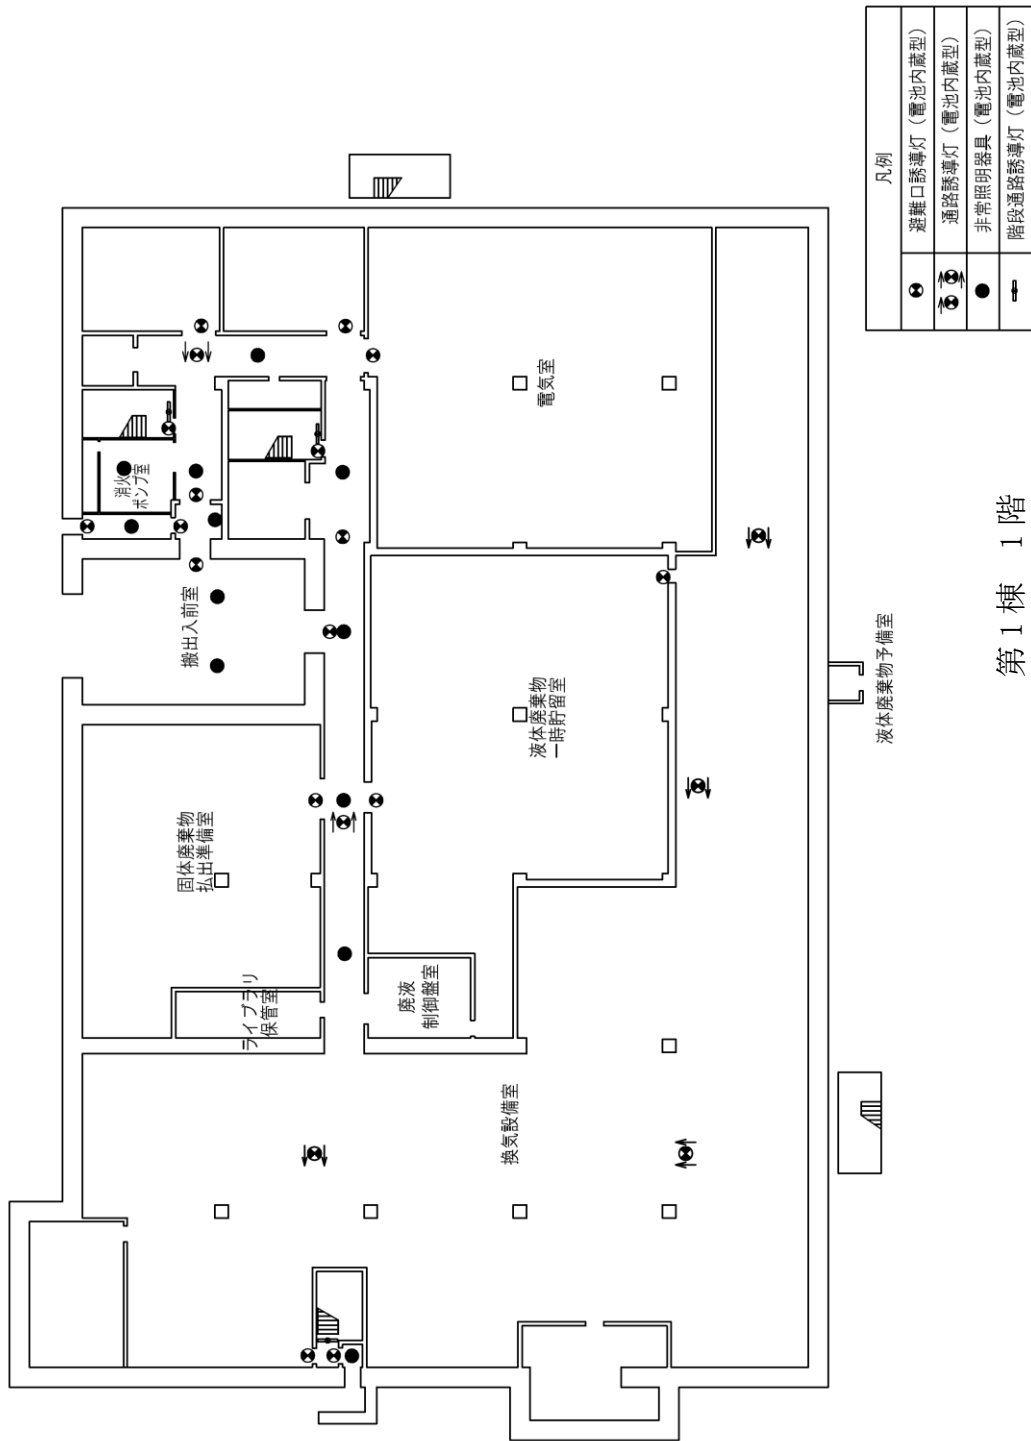 消火
ポンプ室
搬出入前室
電気室
固体廃棄物
払出準備室
液体廃棄物
一時貯留室
ライブラリ
保管室
廃液
制御盤室
換気設備室
液体廃棄物予備室
凡例
避難口誘導灯（電池内蔵型）
通路誘導灯（電池内蔵型）
非常照明器具（電池内蔵型）
階段通路誘導灯（電池内蔵型）
第1棟 1階